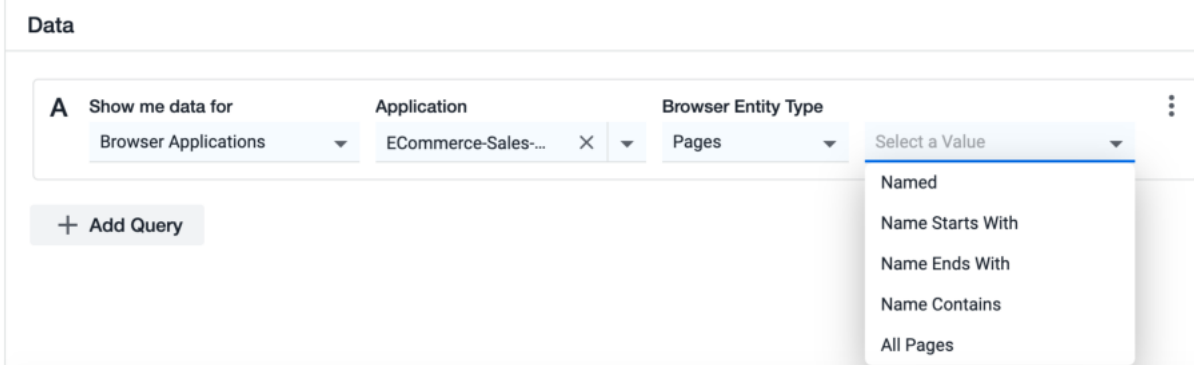 Data
A Show me data for Application Browser Entity Type
Browser Applications ECommerce-Sales-... Pages Select a Value
Named
+ Add Query Name Starts With
Name Ends With
Name Contains
All Pages